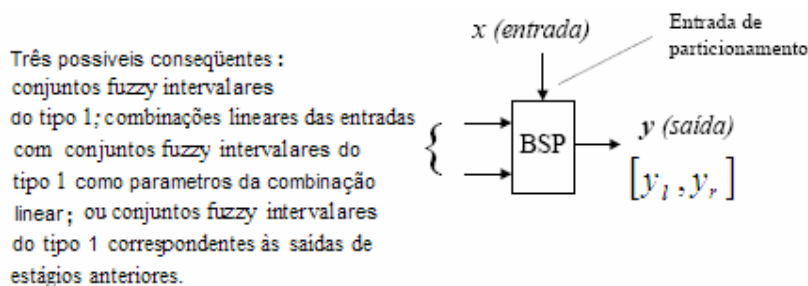 Três possiveis conseqüentes :
conjuntos fuzzy intervalares
do tipo 1; combinações lineares das entradas
com conjuntos fuzzy intervalares do
tipo 1 como parametros da combinação
linear; ou conjuntos fuzzy intervalares
do tipo 1 correspondentes às saídas de
estágios anteriores.
x (entrada)
Entrada de
particionamento
{
BSP
y (saída)
[y_l , y_r]